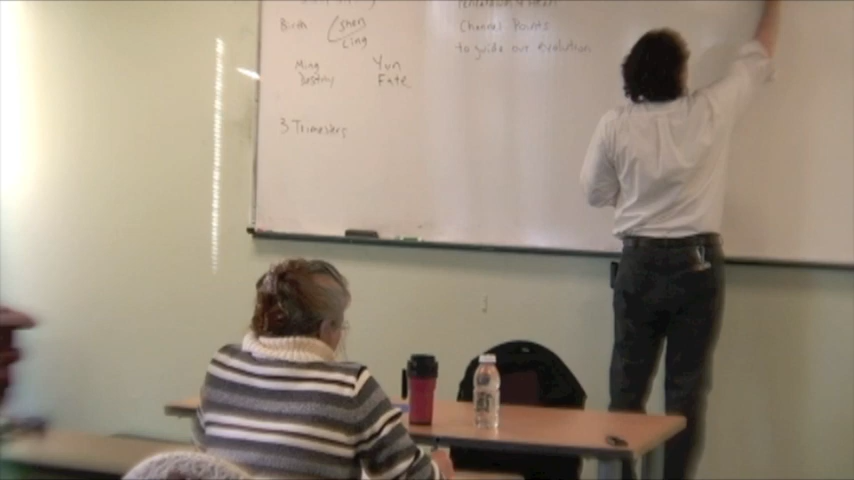 Birth (Shen
Ling
Ming Yun
Destiny Fate
3 Trimesters
Channel Points
to guide our Evolution